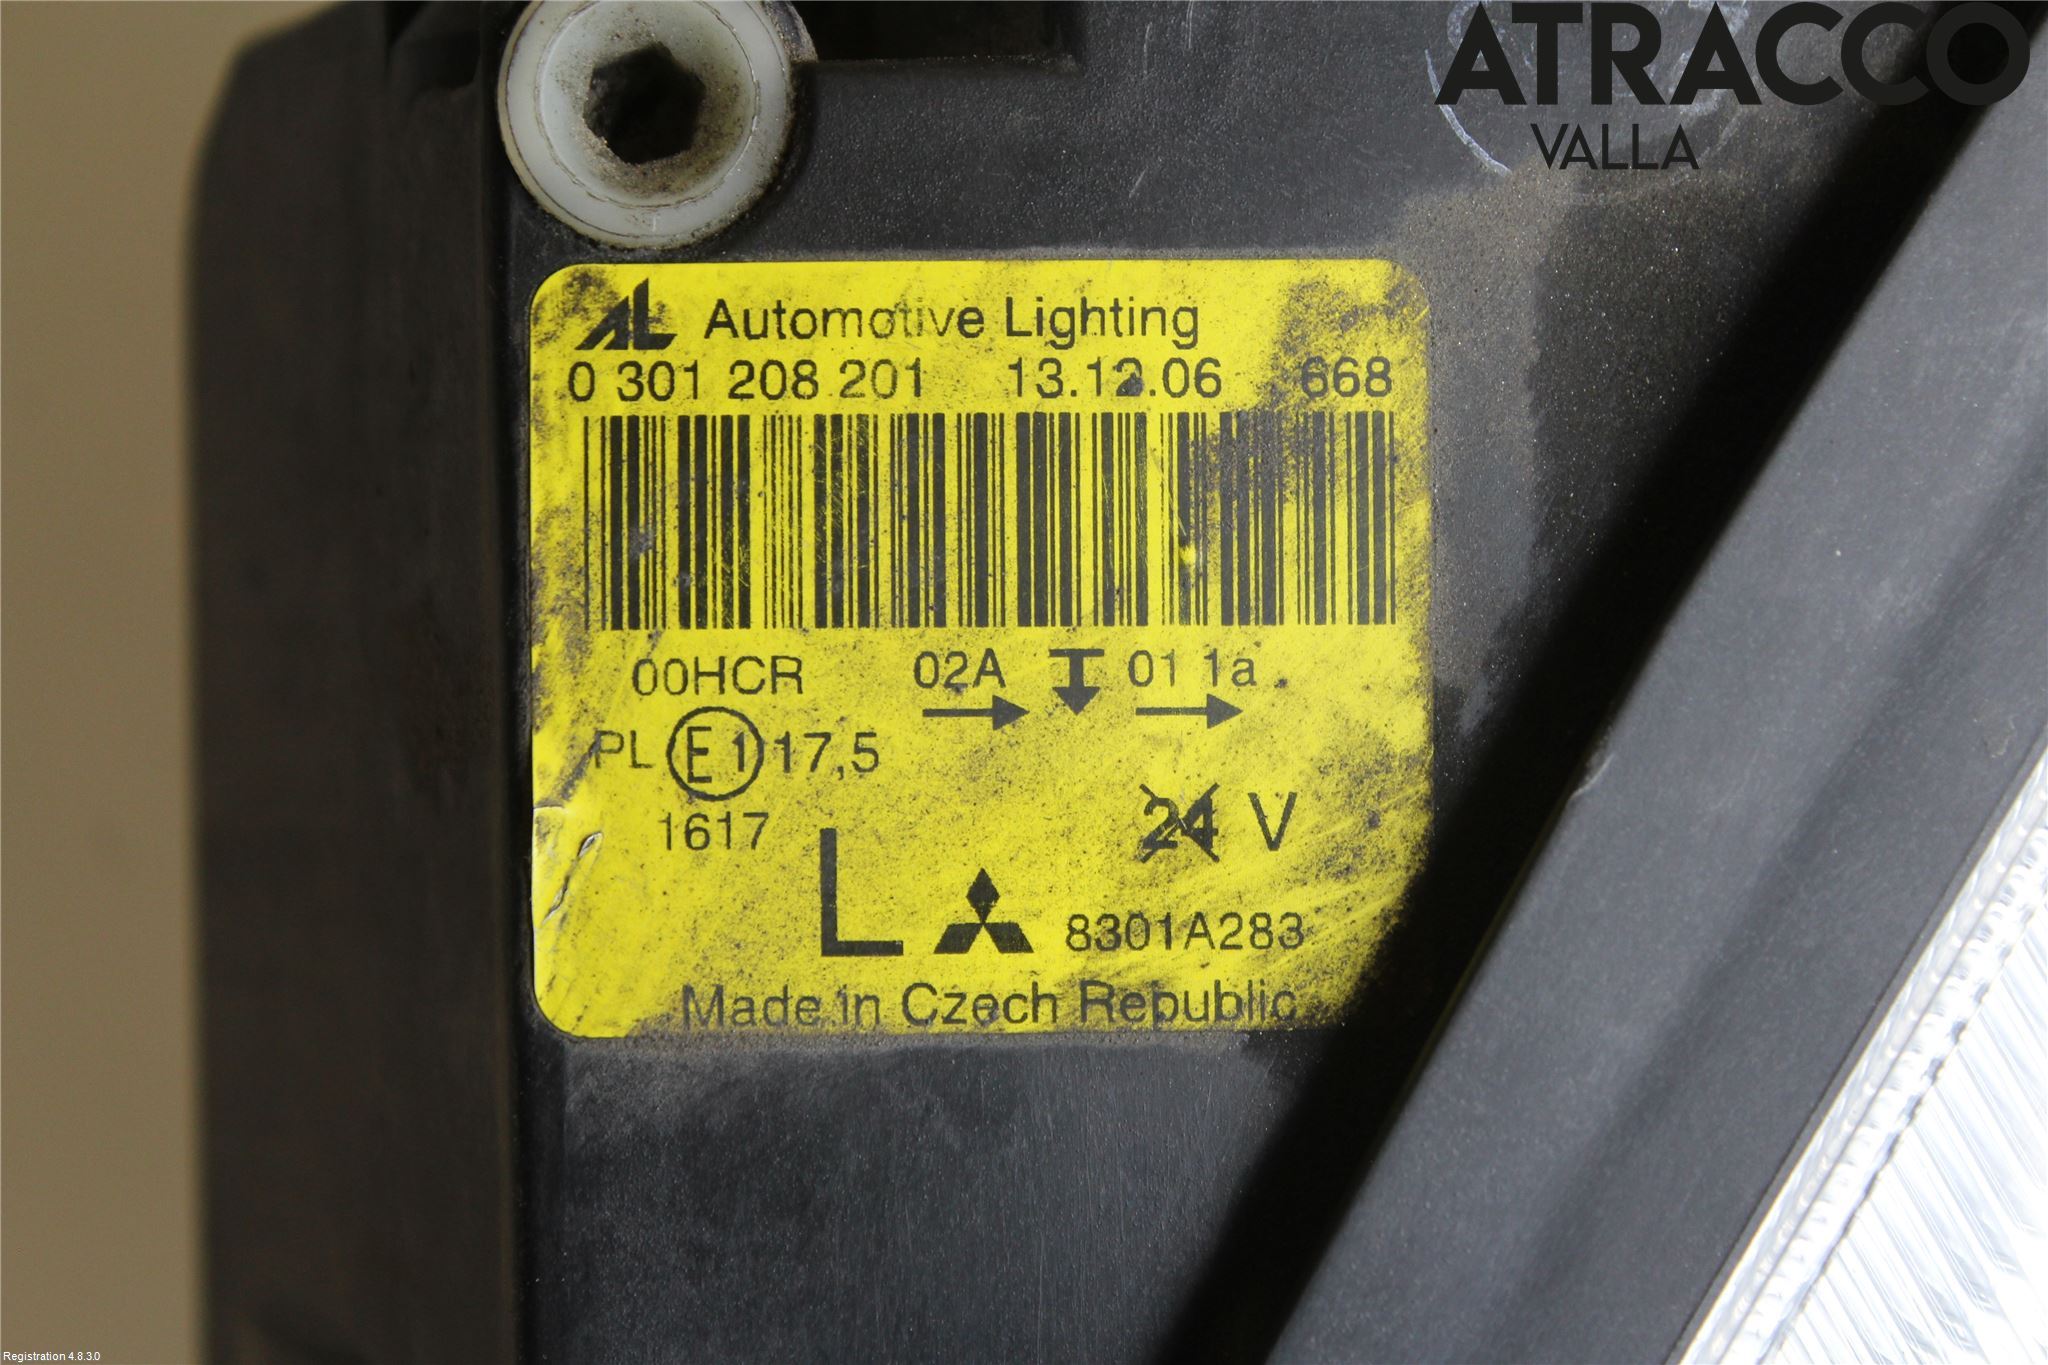 ATRACCO
VALLA
AL Automotive Lighting
0 301 208 201 13.12.06 668
00HCR 02A 01 1a
PL E1 17,5
1617
24 V
L 8301A283
Made in Czech Republic
Registration 4.8.3.0